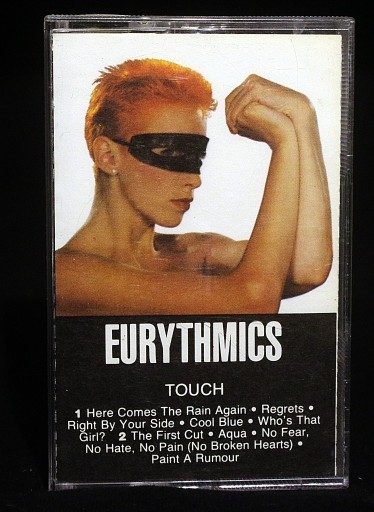 EURYTHMICS
TOUCH
1 Here Comes The Rain Again • Regrets •
Right By Your Side • Cool Blue • Who's That
Girl? 2 The First Cut • Aqua • No Fear,
No Hate, No Pain (No Broken Hearts) •
Paint A Rumour